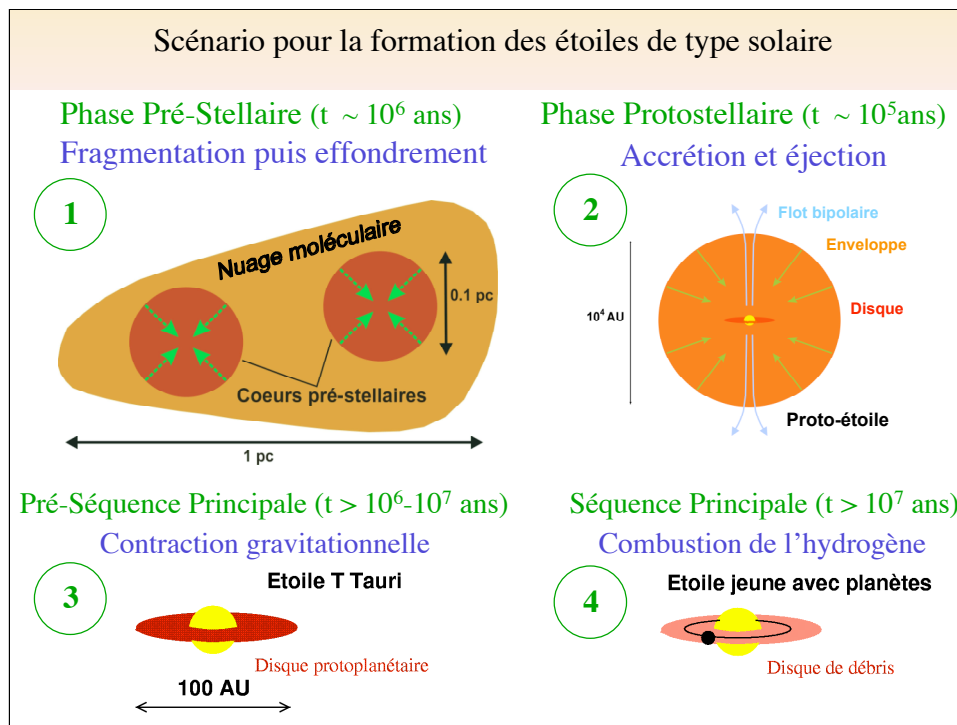 Scénario pour la formation des étoiles de type solaire
Phase Pré-Stellaire (t ~ 10⁶ ans)
Fragmentation puis effondrement
1
Nuage moléculaire
0.1 pc
Coeurs pré-stellaires
1 pc
Phase Protostellaire (t ~ 10⁵ans)
Accrétion et éjection
2
Flot bipolaire
Enveloppe
10⁴ AU
Disque
Proto-étoile
Pré-Séquence Principale (t > 10⁶-10⁷ ans)
Contraction gravitationnelle
3
Etoile T Tauri
Disque protoplanétaire
100 AU
Séquence Principale (t > 10⁷ ans)
Combustion de l’hydrogène
4
Etoile jeune avec planètes
Disque de débris